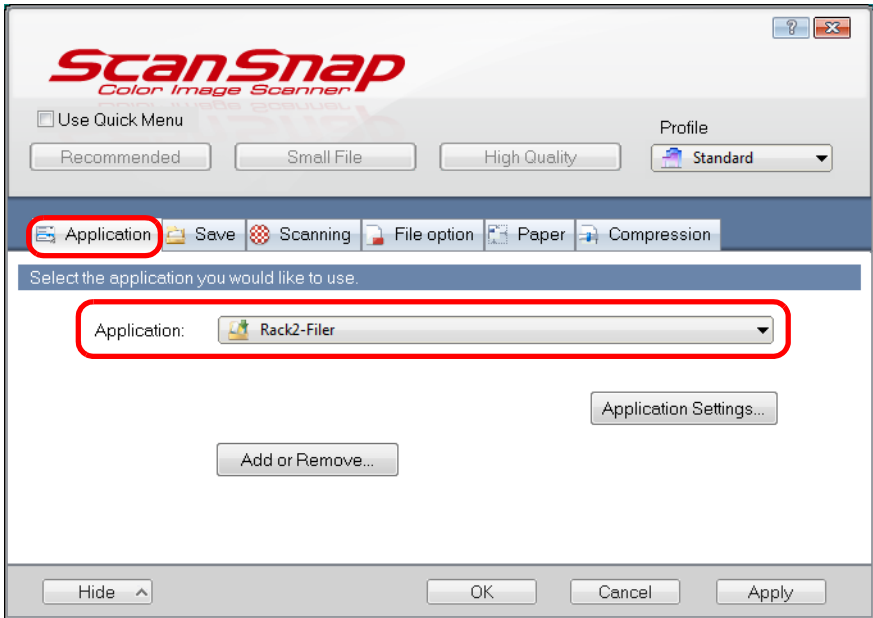 ?
ScanSnap
Color Image Scanner
Use Quick Menu
Profile
Recommended Small File High Quality Standard
Application Save Scanning File option Paper Compression
Select the application you would like to use.
Application: Rack2-Filer
Application Settings...
Add or Remove...
Hide OK Cancel Apply